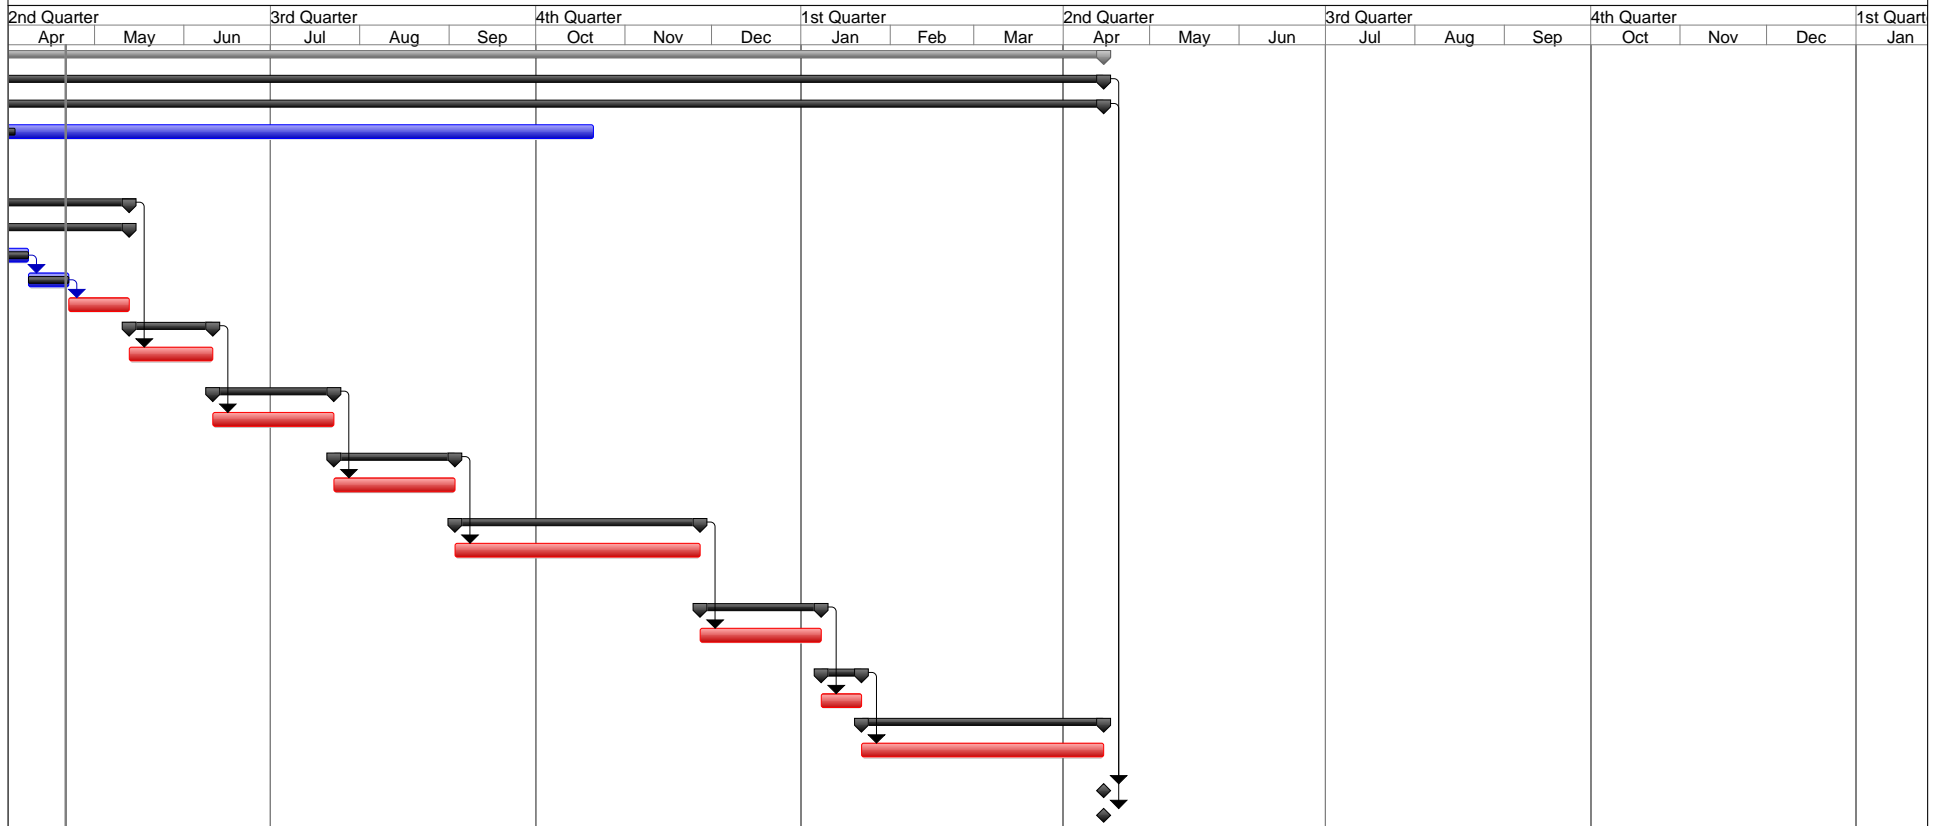 2nd Quarter 3rd Quarter 4th Quarter 1st Quarter 2nd Quarter 3rd Quarter 4th Quarter 1st Quart
Apr May Jun Jul Aug Sep Oct Nov Dec Jan Feb Mar Apr May Jun Jul Aug Sep Oct Nov Dec Jan